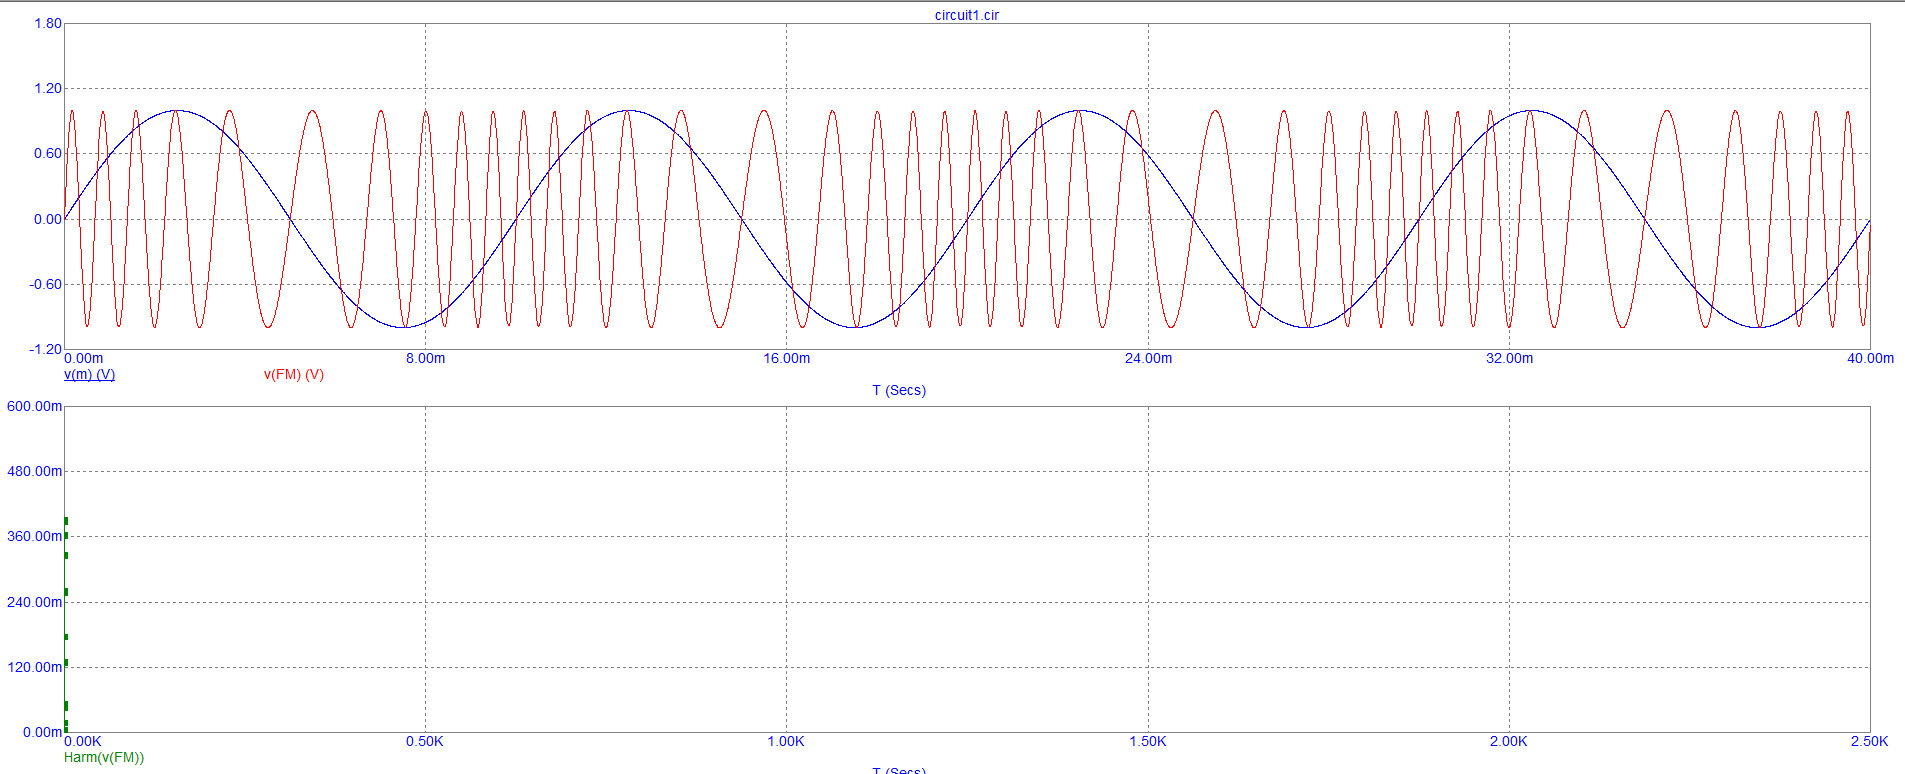 circuit1.cir
1.80
1.20
0.60
0.00
-0.60
-1.20
0.00m 8.00m 16.00m 24.00m 32.00m 40.00m
v(m) (V) v(FM) (V)
T (Secs)
600.00m
480.00m
360.00m
240.00m
120.00m
0.00m
0.00K 0.50K 1.00K 1.50K 2.00K 2.50K
Harm(v(FM))
T (Secs)